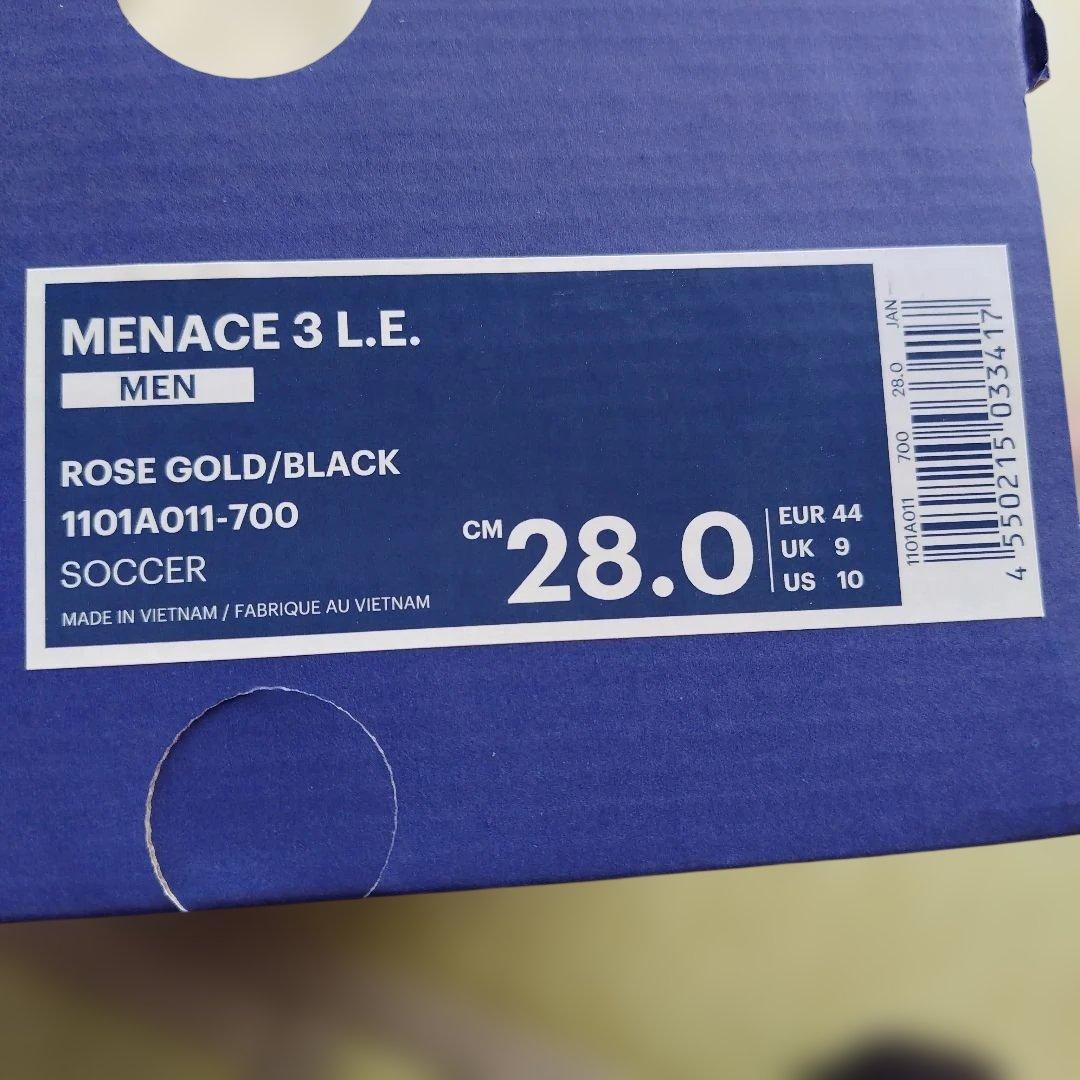 MENACE 3 L.E.
MEN
ROSE GOLD/BLACK
1101A011-700
SOCCER
MADE IN VIETNAM / FABRIQUE AU VIETNAM
CM 28.0
EUR 44
UK 9
US 10
1101A011 700 28.0 JAN
4 550215 033417